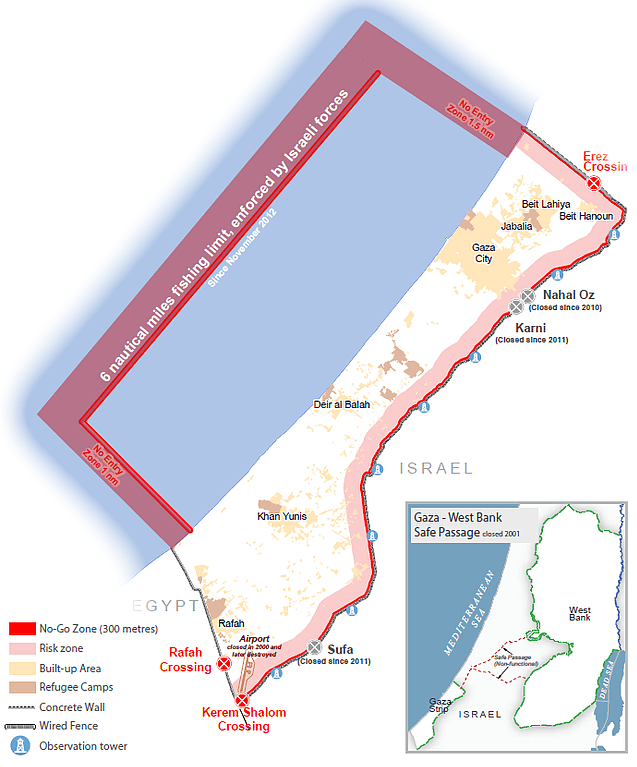 6 nautical miles fishing limit, enforced by Israeli forces
Since November 2012
No Entry
Zone 1.5 nm
Erez
Crossin
Beit Lahiya
Beit Hanoun
Jabalia
Gaza
City
Nahal Oz
(Closed since 2010)
Karni
(Closed since 2011)
Deir al Balah
ISRAEL
No Entry
Zone 1 nm
Khan Yunis
EGYPT
Rafah
Airport
closed in 2000 and
later destroyed
Sufa
(Closed since 2011)
Rafah
Crossing
Kerem Shalom
Crossing
No-Go Zone (300 metres)
Risk zone
Built-up Area
Refugee Camps
Concrete Wall
Wired Fence
Observation tower
Gaza - West Bank
Safe Passage closed 2001
MEDITERRANEAN
SEA
West
Bank
Safe Passage
(Non-functional)
DEAD SEA
Gaza
Strip
ISRAEL